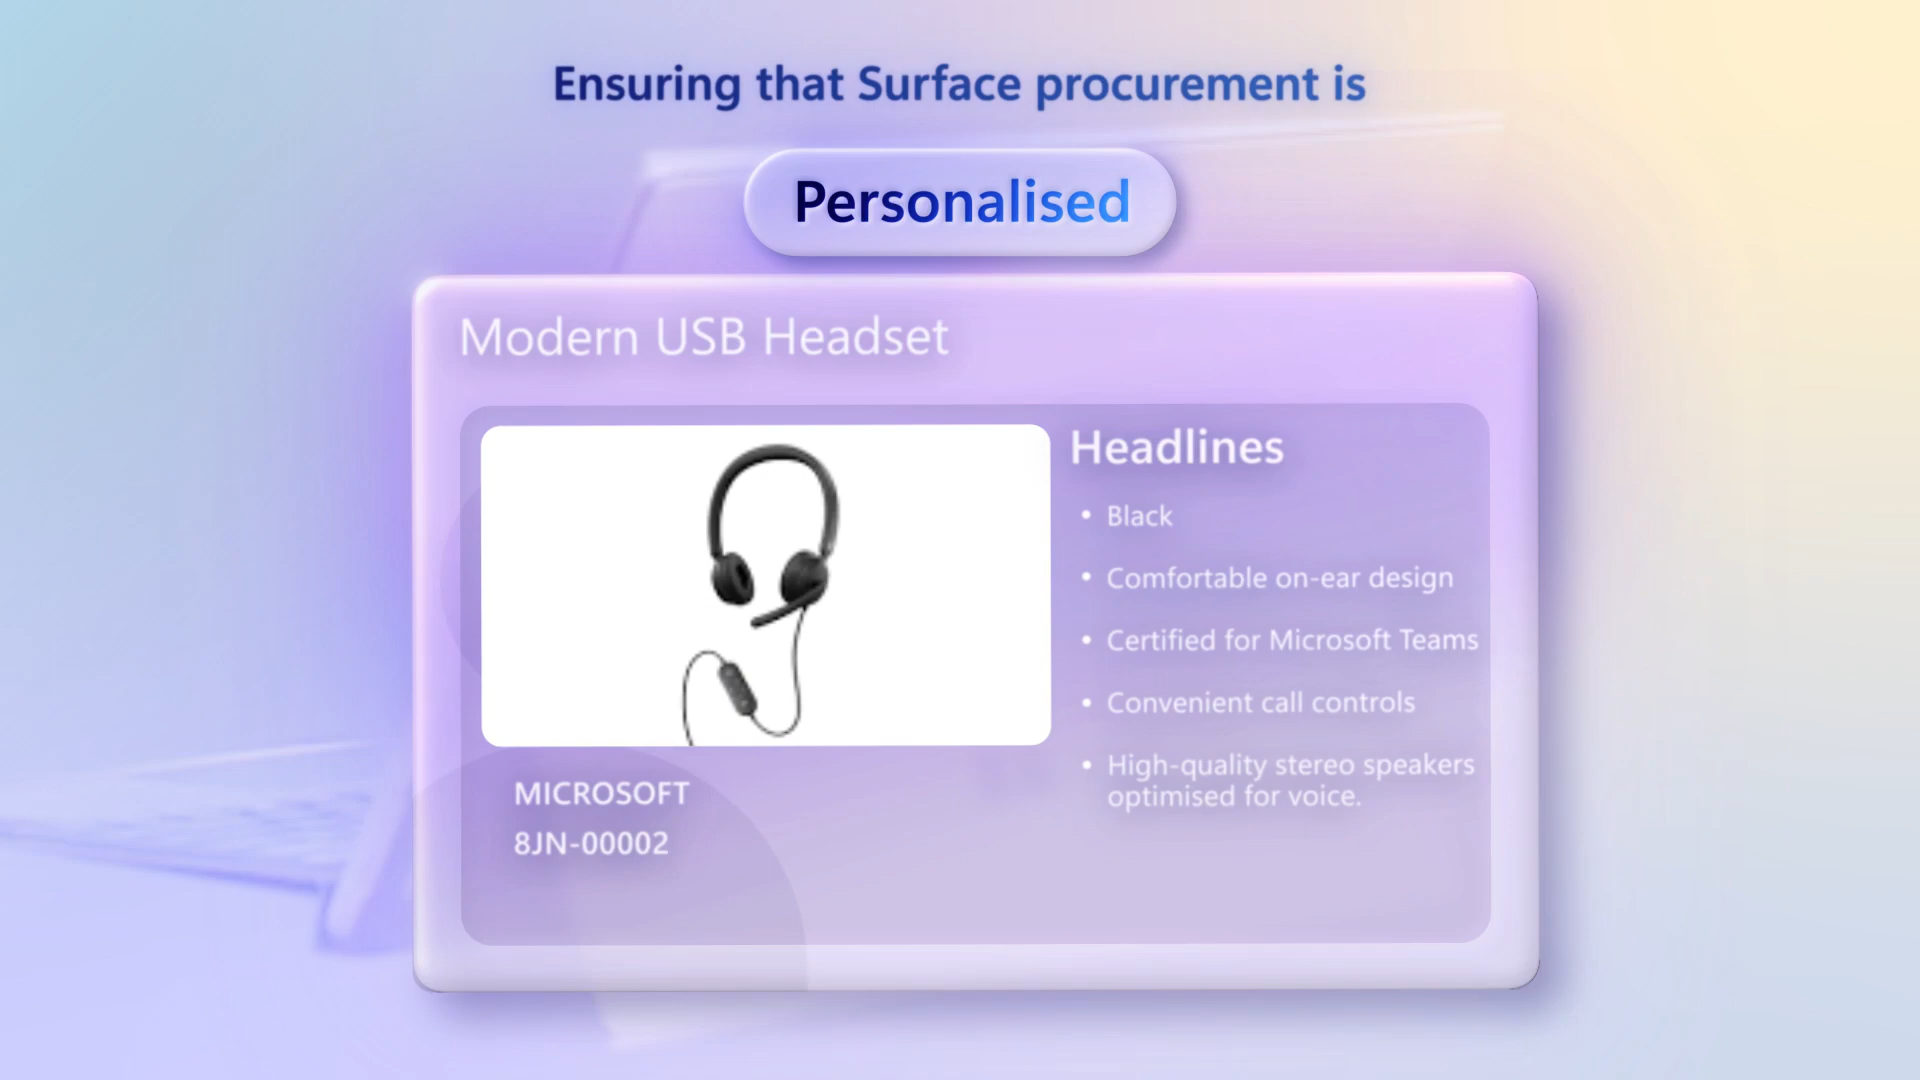 Ensuring that Surface procurement is
Personalised
Modern USB Headset
Headlines
• Black
• Comfortable on-ear design
• Certified for Microsoft Teams
• Convenient call controls
• High-quality stereo speakers
optimised for voice.
MICROSOFT
8JN-00002